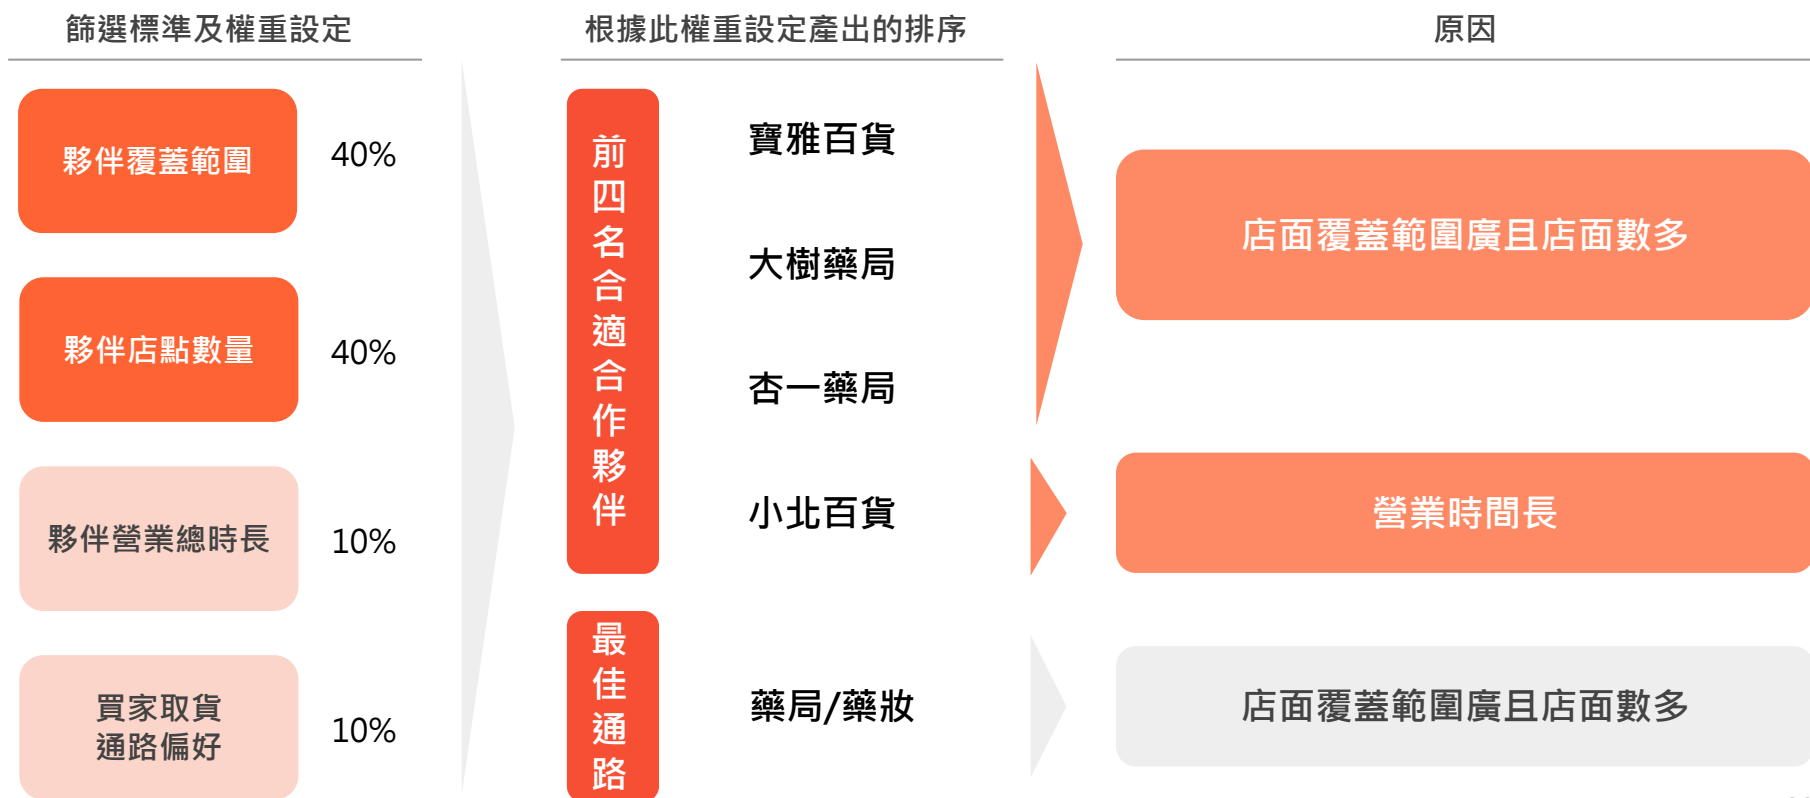 篩選標準及權重設定
夥伴覆蓋範圍
40%
夥伴店點數量
40%
夥伴營業總時長
10%
買家取貨
通路偏好
10%
根據此權重設定產出的排序
前四名合適合作夥伴
寶雅百貨
大樹藥局
杏一藥局
小北百貨
最佳通路
藥局/藥妝
原因
店面覆蓋範圍廣且店面數多
營業時間長
店面覆蓋範圍廣且店面數多